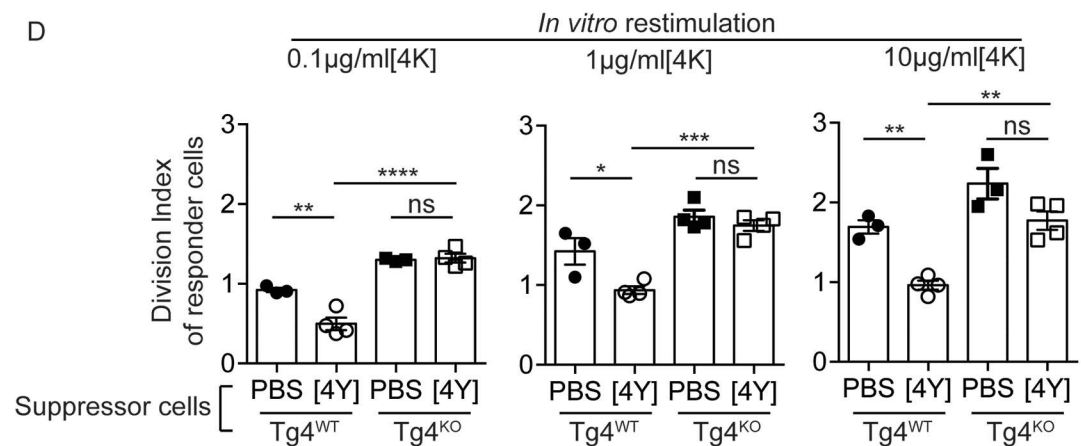 D
In vitro restimulation
0.1µg/ml[4K] 1µg/ml[4K] 10µg/ml[4K]
Division Index
of responder cells
3
2
1
0
**
****
ns
3
2
1
0
*
***
ns
3
2
1
0
**
**
ns
Suppressor cells
PBS [4Y] PBS [4Y] PBS [4Y] PBS [4Y] PBS [4Y] PBS [4Y]
Tg4WT Tg4KO Tg4WT Tg4KO Tg4WT Tg4KO